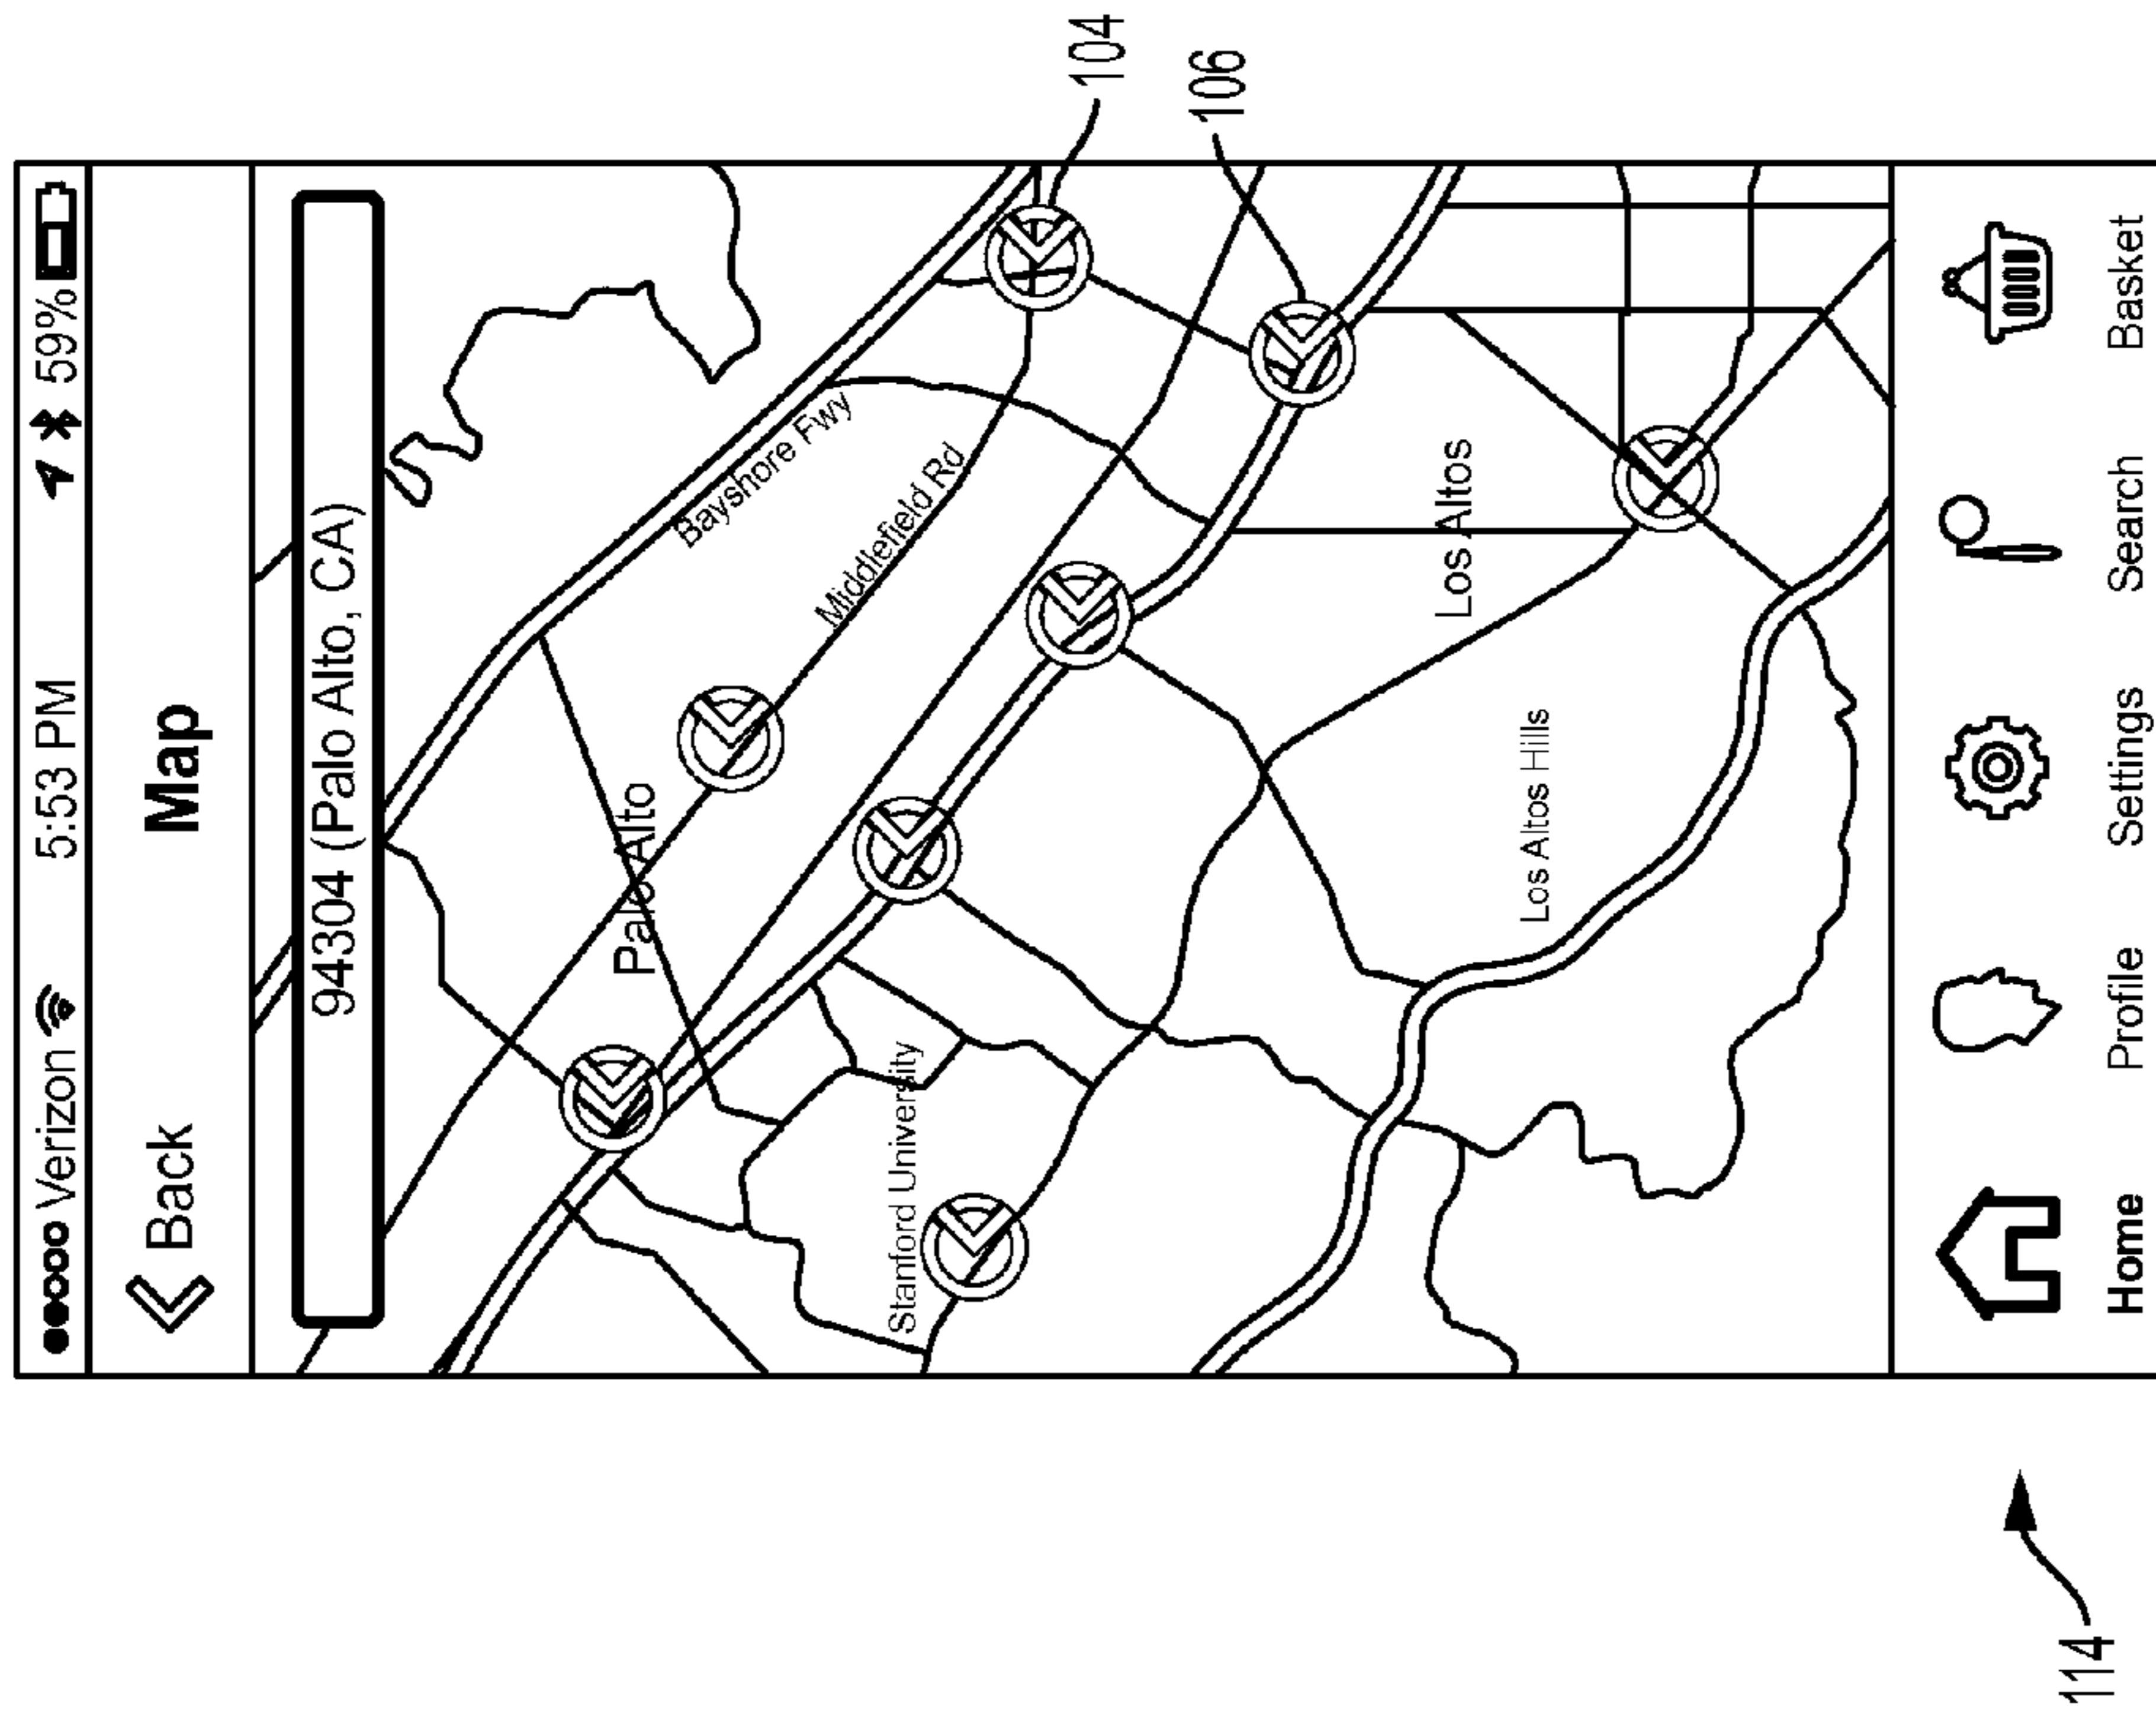 Verizon 5:53 PM 59%
Back Map
94304 (Palo Alto, CA)
Bayshore Fwy
Middlefield Rd
Palo Alto
Stanford University
Los Altos
Los Altos Hills
104
106
Home Profile Settings Search Basket
114